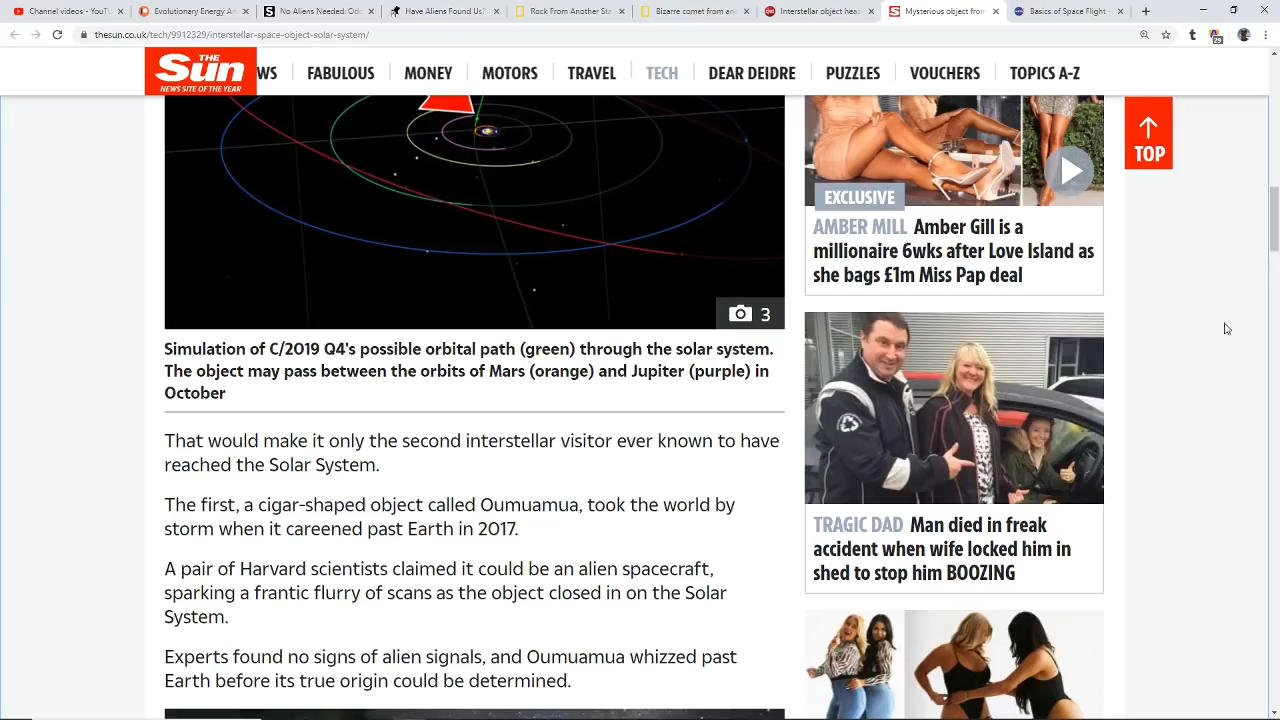 Channel videos - YouT
Evolutionary Energy Ar
No Aliens Needed: Odd
Have Aliens Found Us?
Rock From Another Sta
Bizarre comet from ano
Interstellar object hea
Mysterious object from
Basics of Space Flight -
thesun.co.uk/tech/9912329/interstellar-space-object-solar-system/
THE
Sun
NEWS SITE OF THE YEAR
WS
FABULOUS
MONEY
MOTORS
TRAVEL
TECH
DEAR DEIDRE
PUZZLES
VOUCHERS
TOPICS A-Z
3
Simulation of C/2019 Q4's possible orbital path (green) through the solar system.
The object may pass between the orbits of Mars (orange) and Jupiter (purple) in
October
That would make it only the second interstellar visitor ever known to have
reached the Solar System.
The first, a cigar-shaped object called Oumuamua, took the world by
storm when it careened past Earth in 2017.
A pair of Harvard scientists claimed it could be an alien spacecraft,
sparking a frantic flurry of scans as the object closed in on the Solar
System.
Experts found no signs of alien signals, and Oumuamua whizzed past
Earth before its true origin could be determined.
EXCLUSIVE
AMBER MILL Amber Gill is a
millionaire 6wks after Love Island as
she bags £1m Miss Pap deal
TRAGIC DAD Man died in freak
accident when wife locked him in
shed to stop him BOOZING
TOP